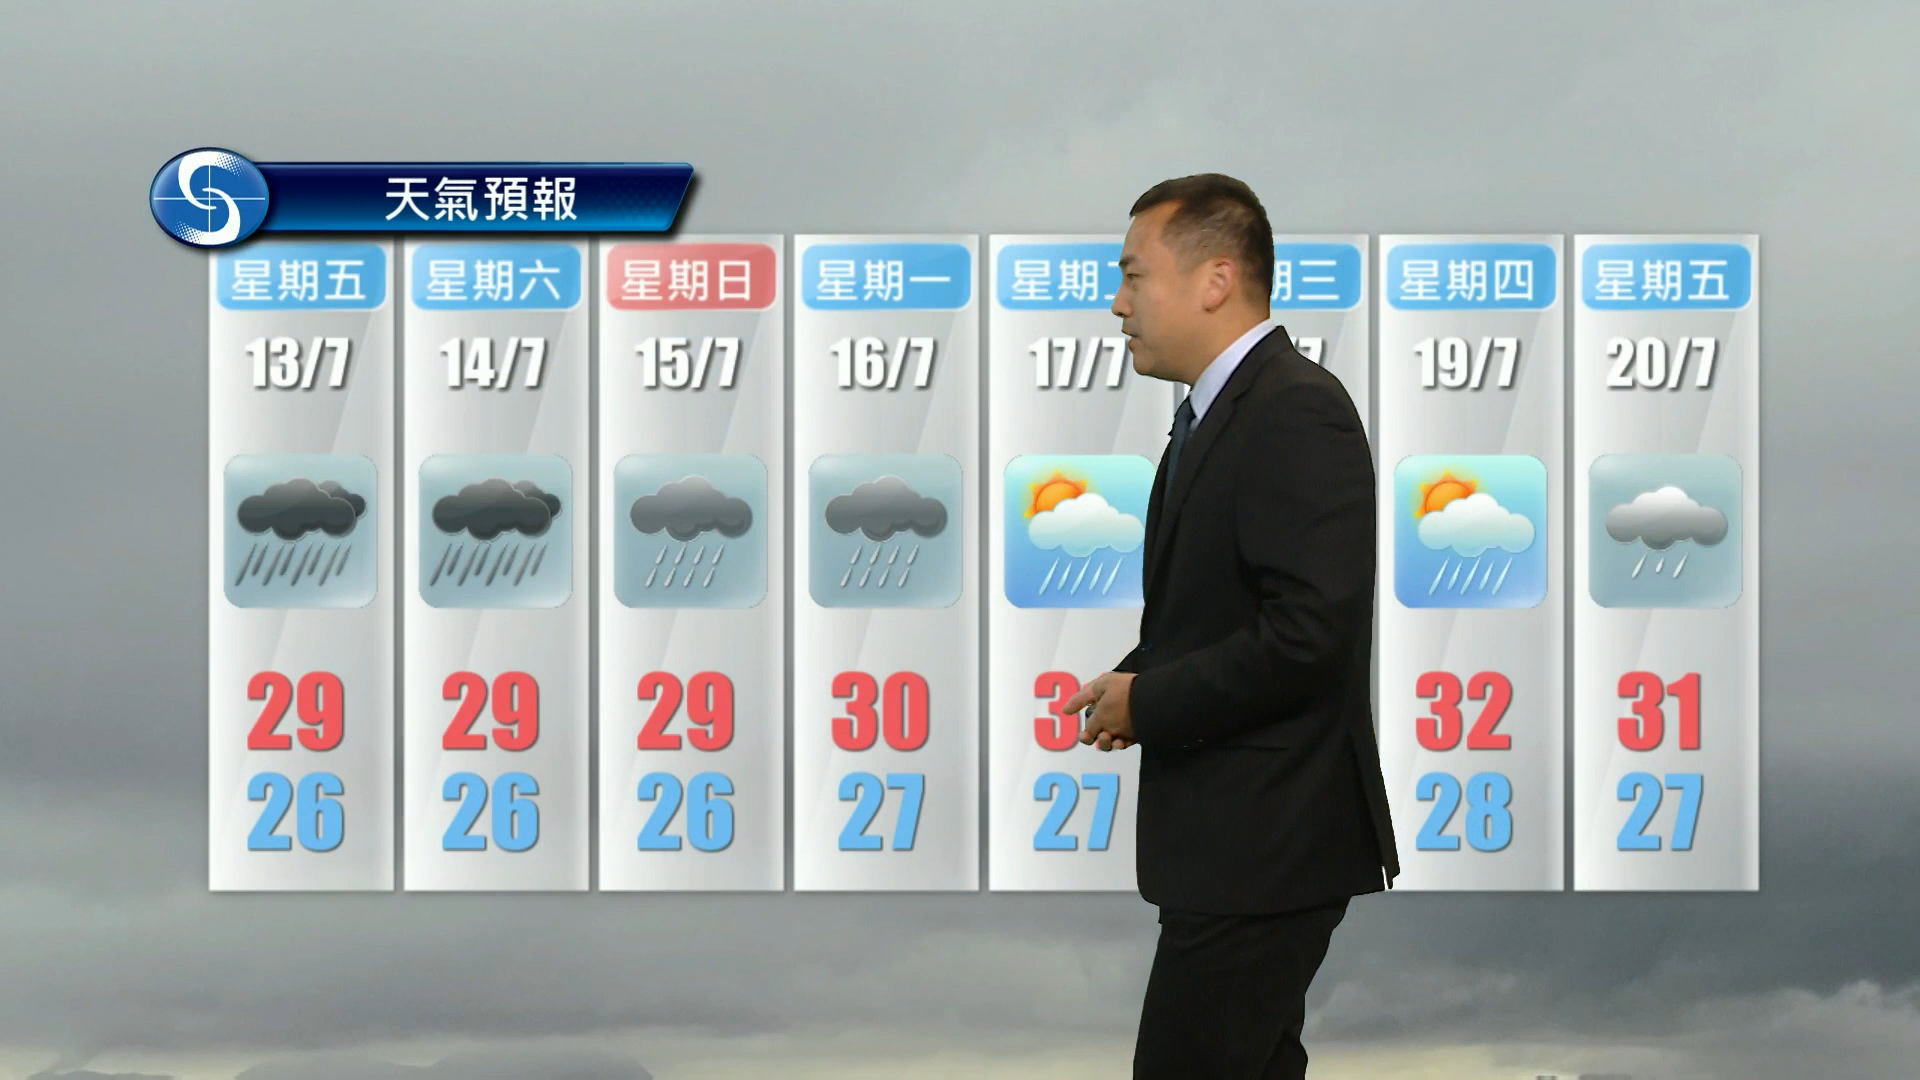 天氣預報
星期五 星期六 星期日 星期一 星期 期三 星期四 星期五
13/7 14/7 15/7 16/7 17/7 /7 19/7 20/7
29 29 29 30 3 32 31
26 26 26 27 27 28 27